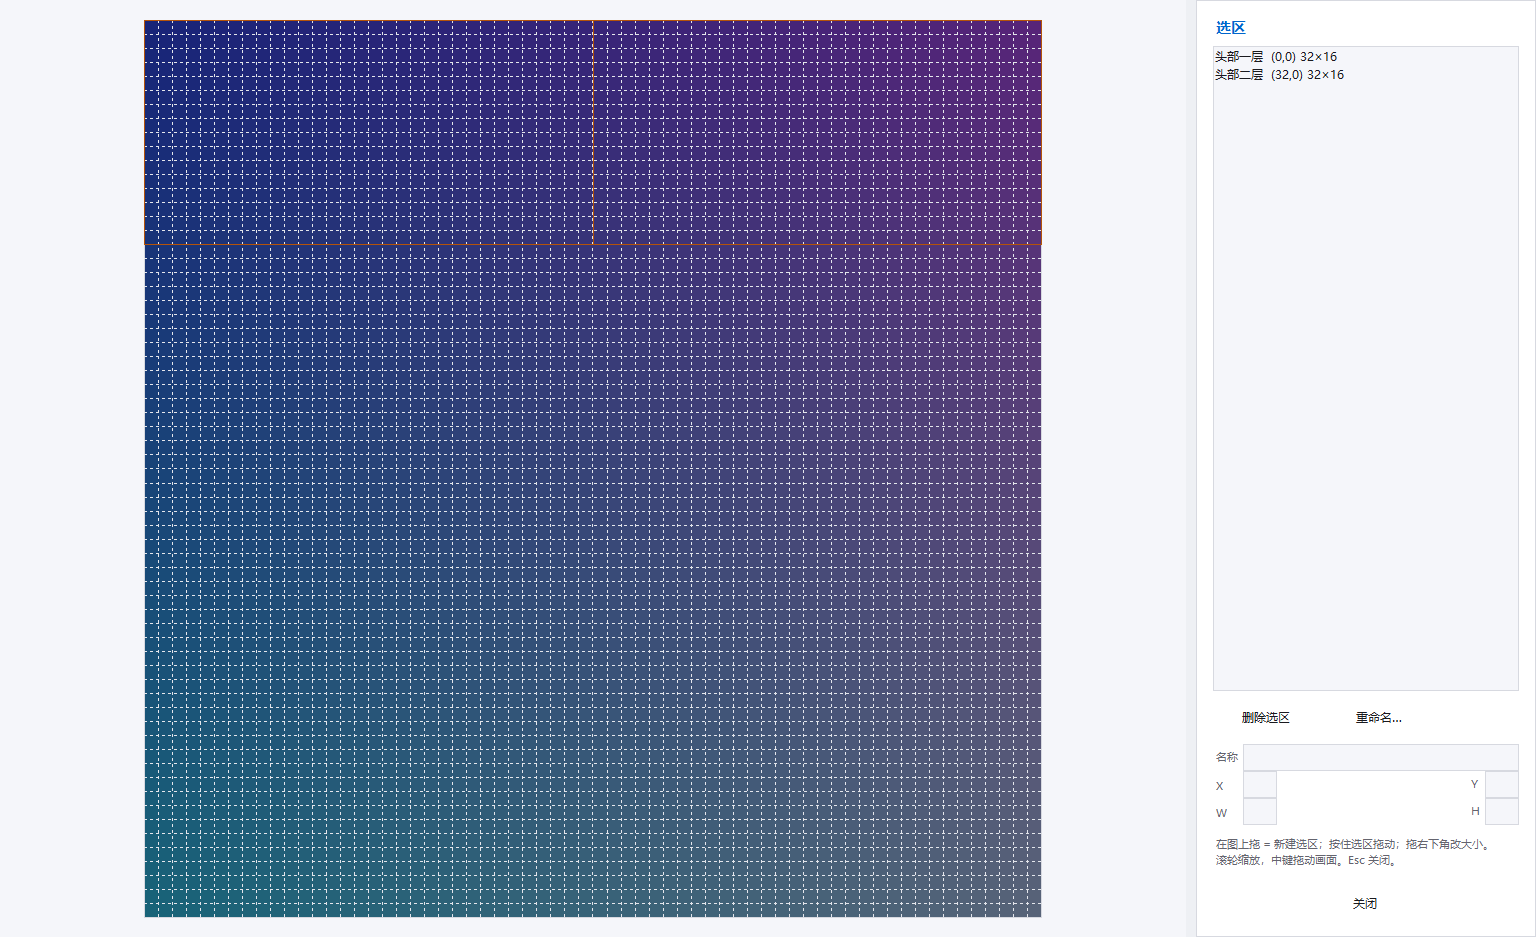 选区
头部一层 (0,0) 32×16
头部二层 (32,0) 32×16
删除选区
重命名...
名称
X
Y
W
H
在图上拖 = 新建选区；按住选区拖动；拖右下角改大小。
滚轮缩放，中键拖动画面。Esc 关闭。
关闭